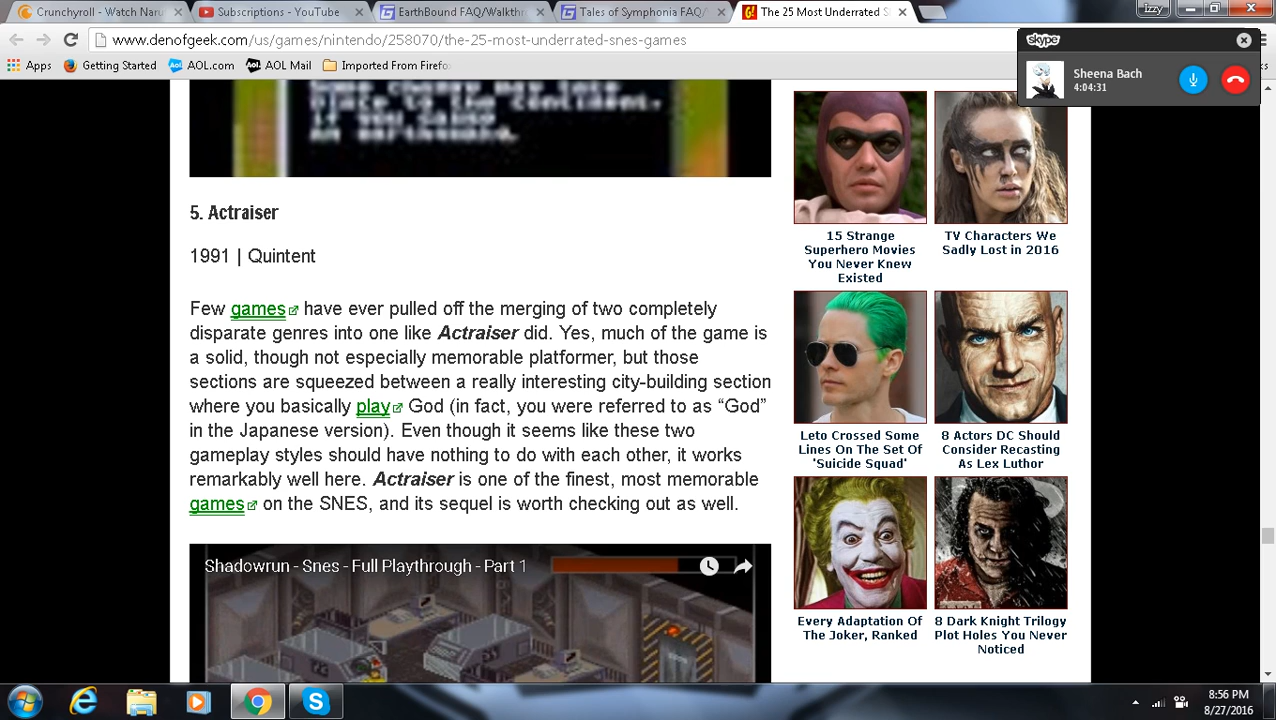 Crunchyroll - Watch Naru
Subscriptions - YouTube
EarthBound FAQ/Walkthr
Tales of Symphonia FAQ/
The 25 Most Underrated S
Izzy
www.denofgeek.com/us/games/nintendo/258070/the-25-most-underrated-snes-games
Apps
Getting Started
AOL.com
AOL Mail
Imported From Firefo
skype
Sheena Bach
4:04:31
place to the continent.
an earthquake.
5. Actraiser
1991 | Quintent
Few games have ever pulled off the merging of two completely
disparate genres into one like Actraiser did. Yes, much of the game is
a solid, though not especially memorable platformer, but those
sections are squeezed between a really interesting city-building section
where you basically play God (in fact, you were referred to as “God”
in the Japanese version). Even though it seems like these two
gameplay styles should have nothing to do with each other, it works
remarkably well here. Actraiser is one of the finest, most memorable
games on the SNES, and its sequel is worth checking out as well.
Shadowrun - Snes - Full Playthrough - Part 1
15 Strange
Superhero Movies
You Never Knew
Existed
TV Characters We
Sadly Lost in 2016
Leto Crossed Some
Lines On The Set Of
'Suicide Squad'
8 Actors DC Should
Consider Recasting
As Lex Luthor
Every Adaptation Of
The Joker, Ranked
8 Dark Knight Trilogy
Plot Holes You Never
Noticed
8:56 PM
8/27/2016